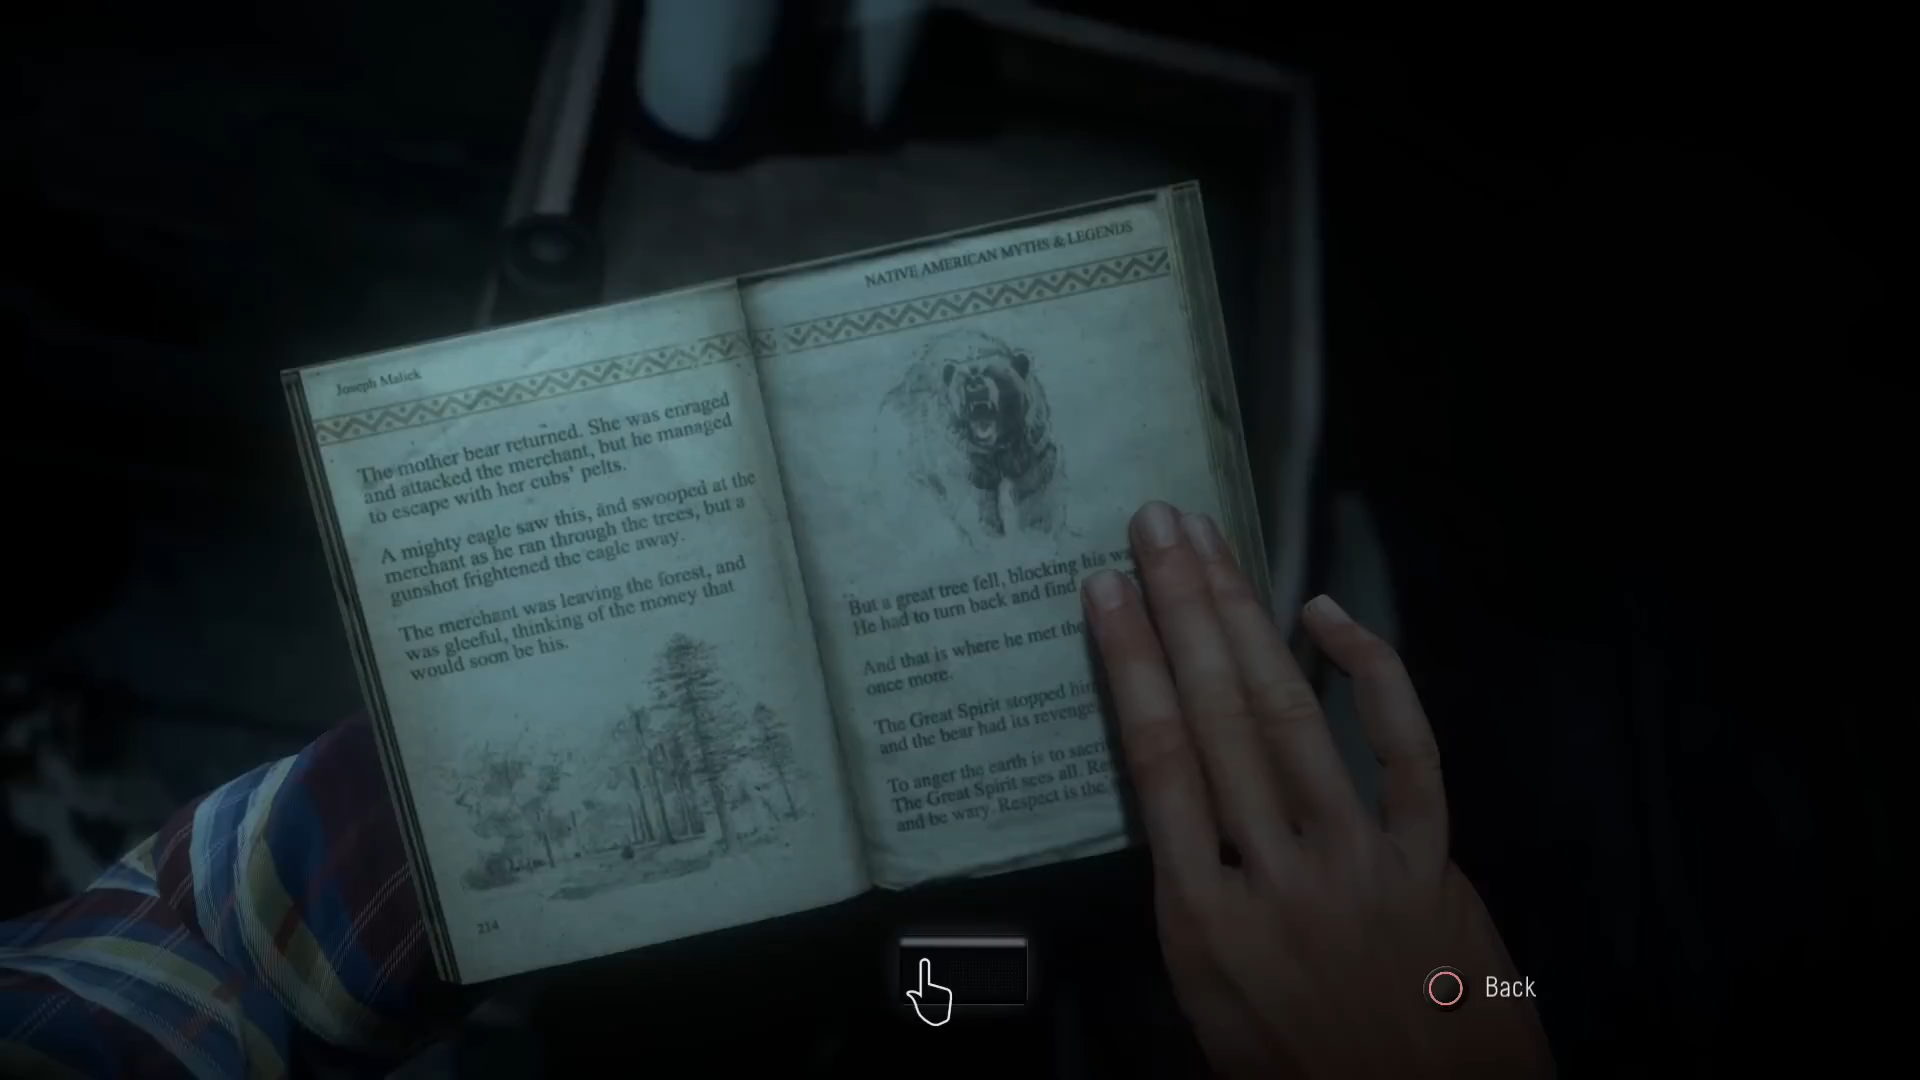 Joseph Malick
The mother bear returned. She was enraged
and attacked the merchant, but he managed
to escape with her cubs' pelts.
A mighty eagle saw this, and swooped at the
merchant as he ran through the trees, but a
gunshot frightened the eagle away.
The merchant was leaving the forest, and
was gleeful, thinking of the money that
would soon be his.
214
NATIVE AMERICAN MYTHS & LEGENDS
But a great tree fell, blocking his
He had to turn back and find
And that is where he met the
once more.
The Great Spirit stopped
and the bear had its revenge
To anger the earth is to
The Great Spirit sees all.
and be wary. Respect is the
Back